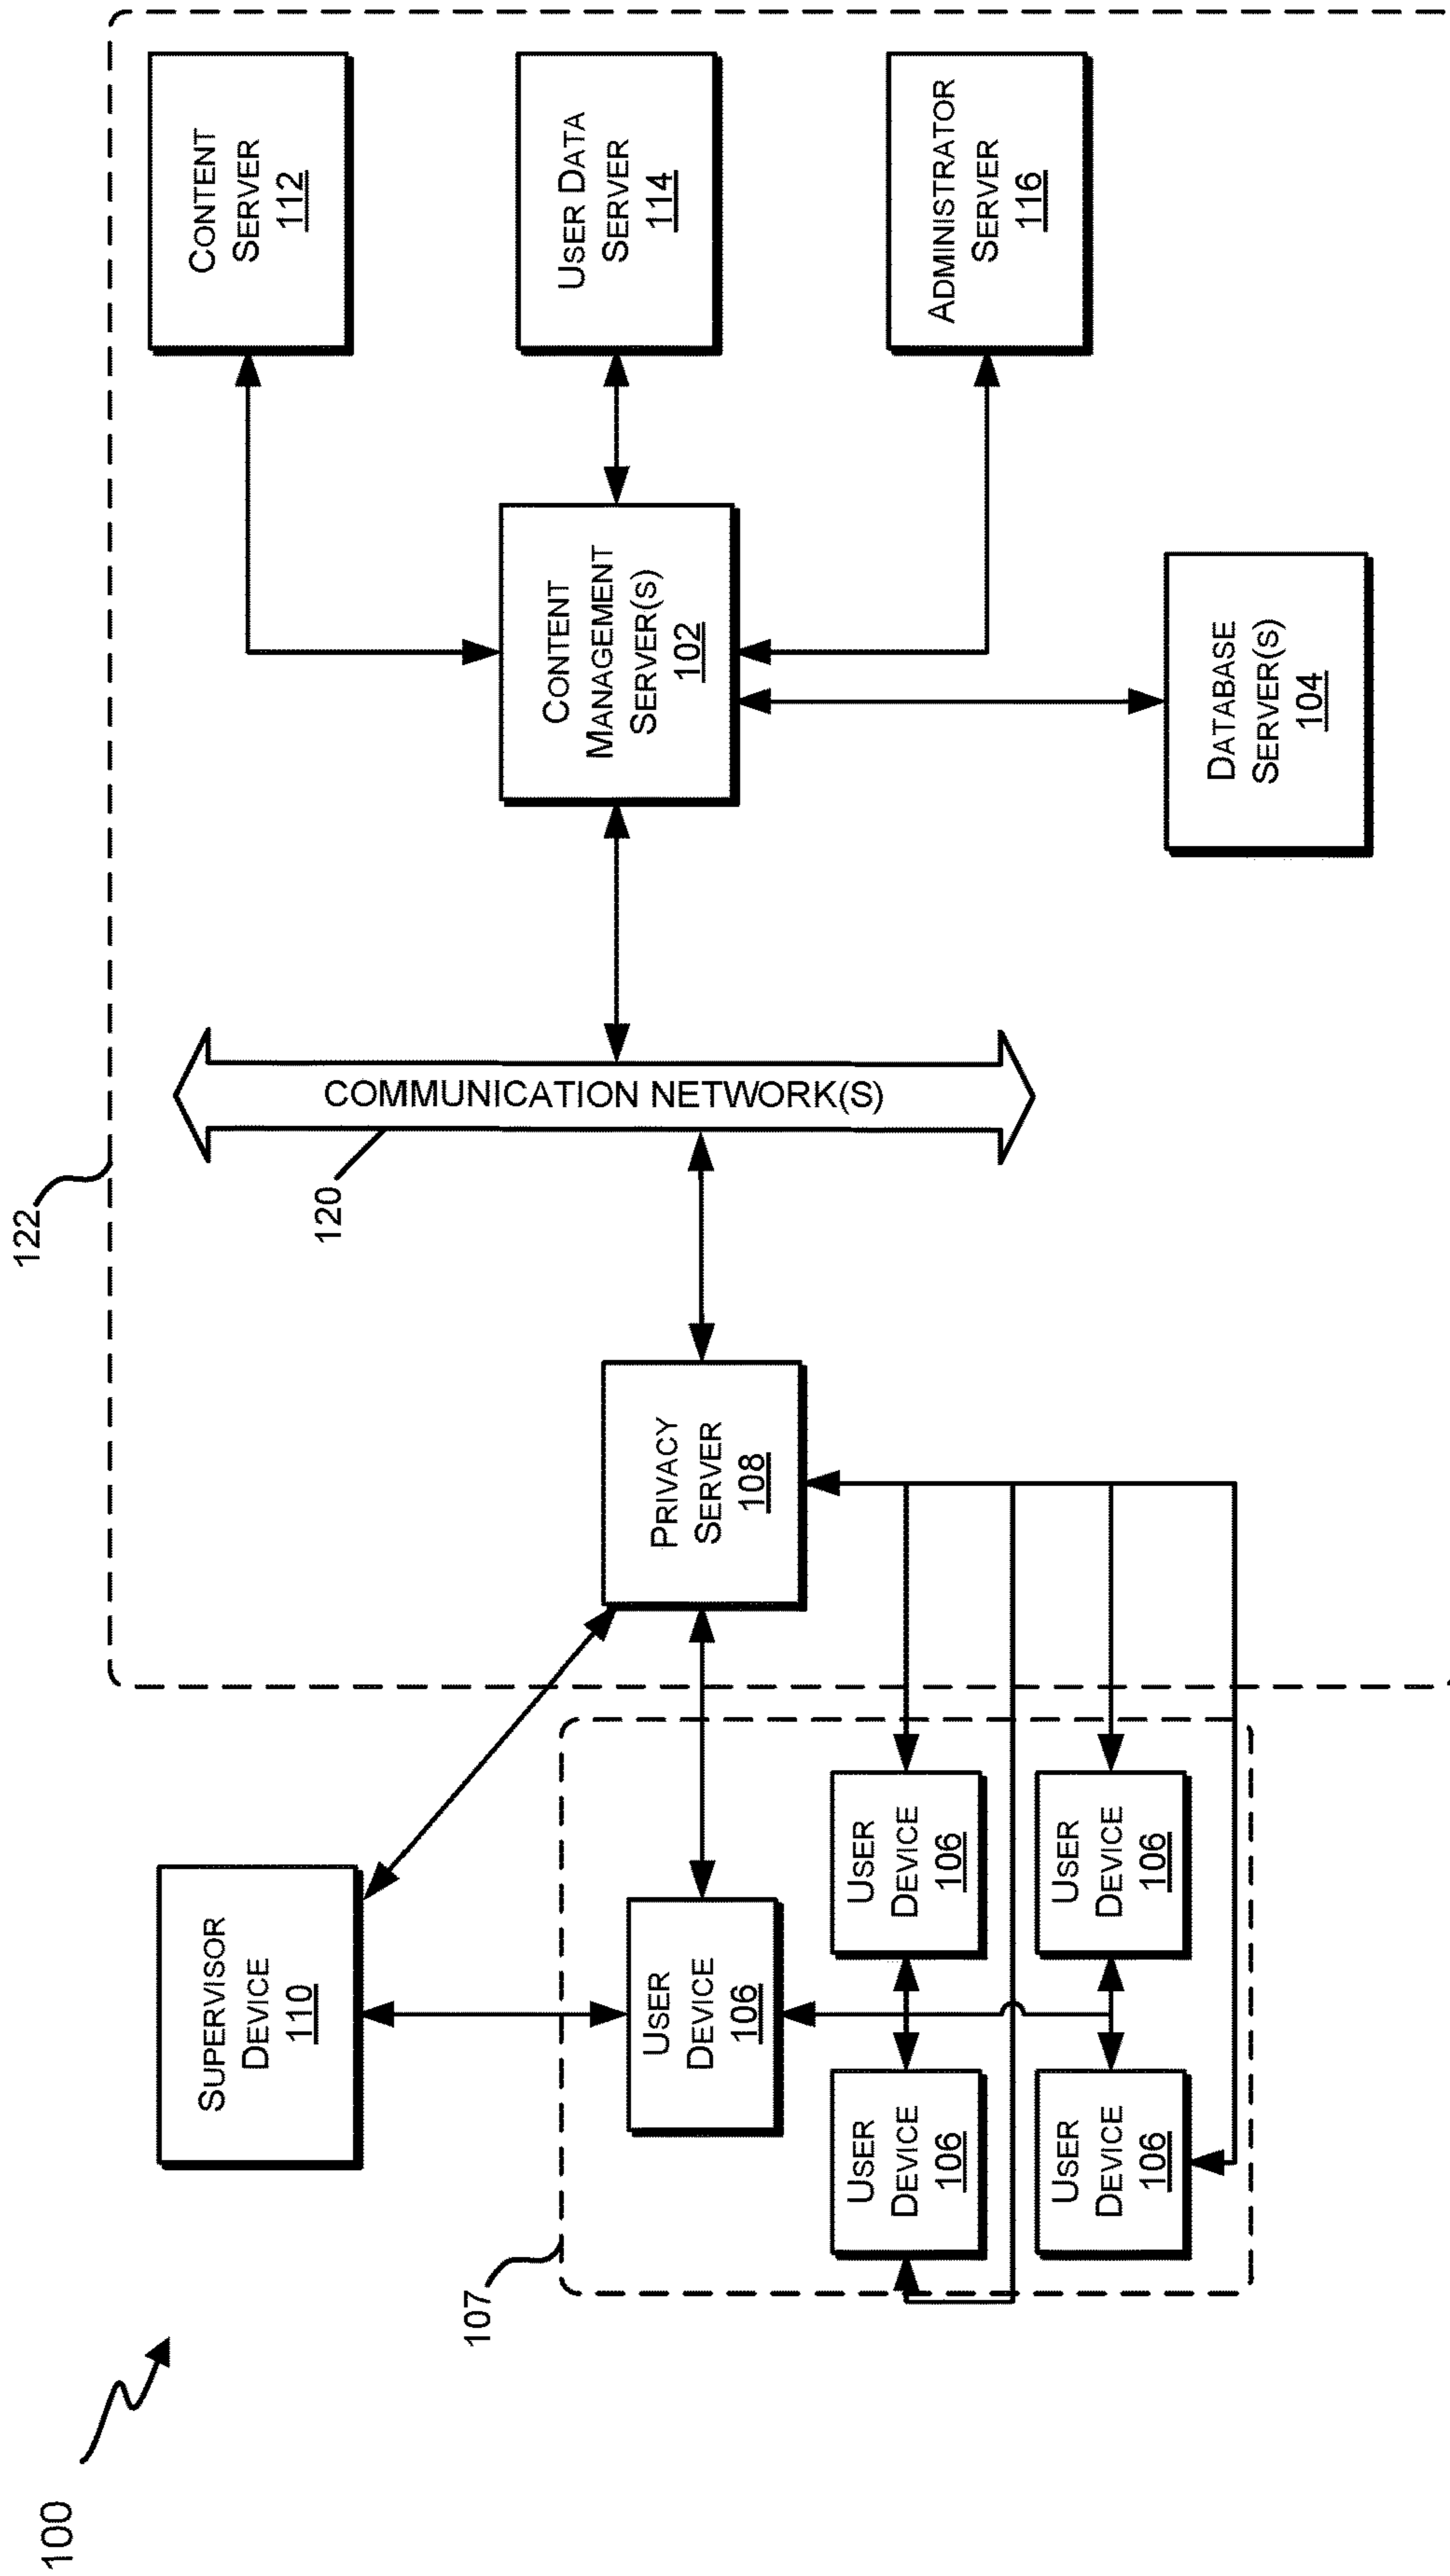 100
122
107
120
SUPERVISOR
DEVICE
110
USER
DEVICE
106
USER
DEVICE
106
USER
DEVICE
106
USER
DEVICE
106
USER
DEVICE
106
PRIVACY
SERVER
108
COMMUNICATION NETWORK(S)
CONTENT
MANAGEMENT
SERVER(S)
102
DATABASE
SERVER(S)
104
CONTENT
SERVER
112
USER DATA
SERVER
114
ADMINISTRATOR
SERVER
116